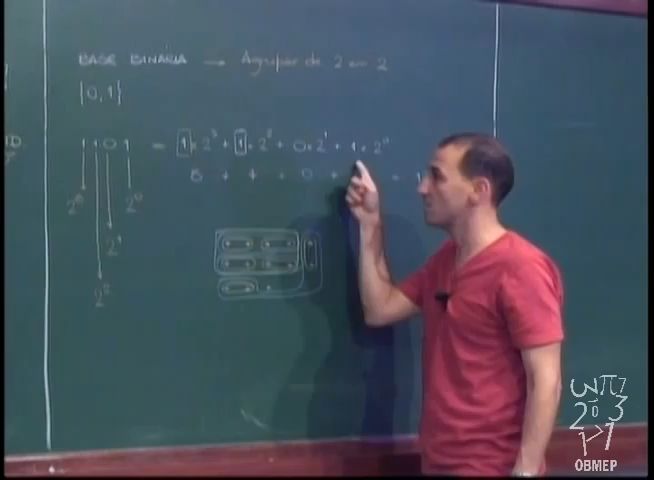 BASE BINÁRIA → Agrupar de 2 em 2
{0,1}
1101 = 1×2³ + 1×2² + 0×2¹ + 1×2⁰
8 + 4 + 0 +
2⁰
2¹
2²
OBMEP